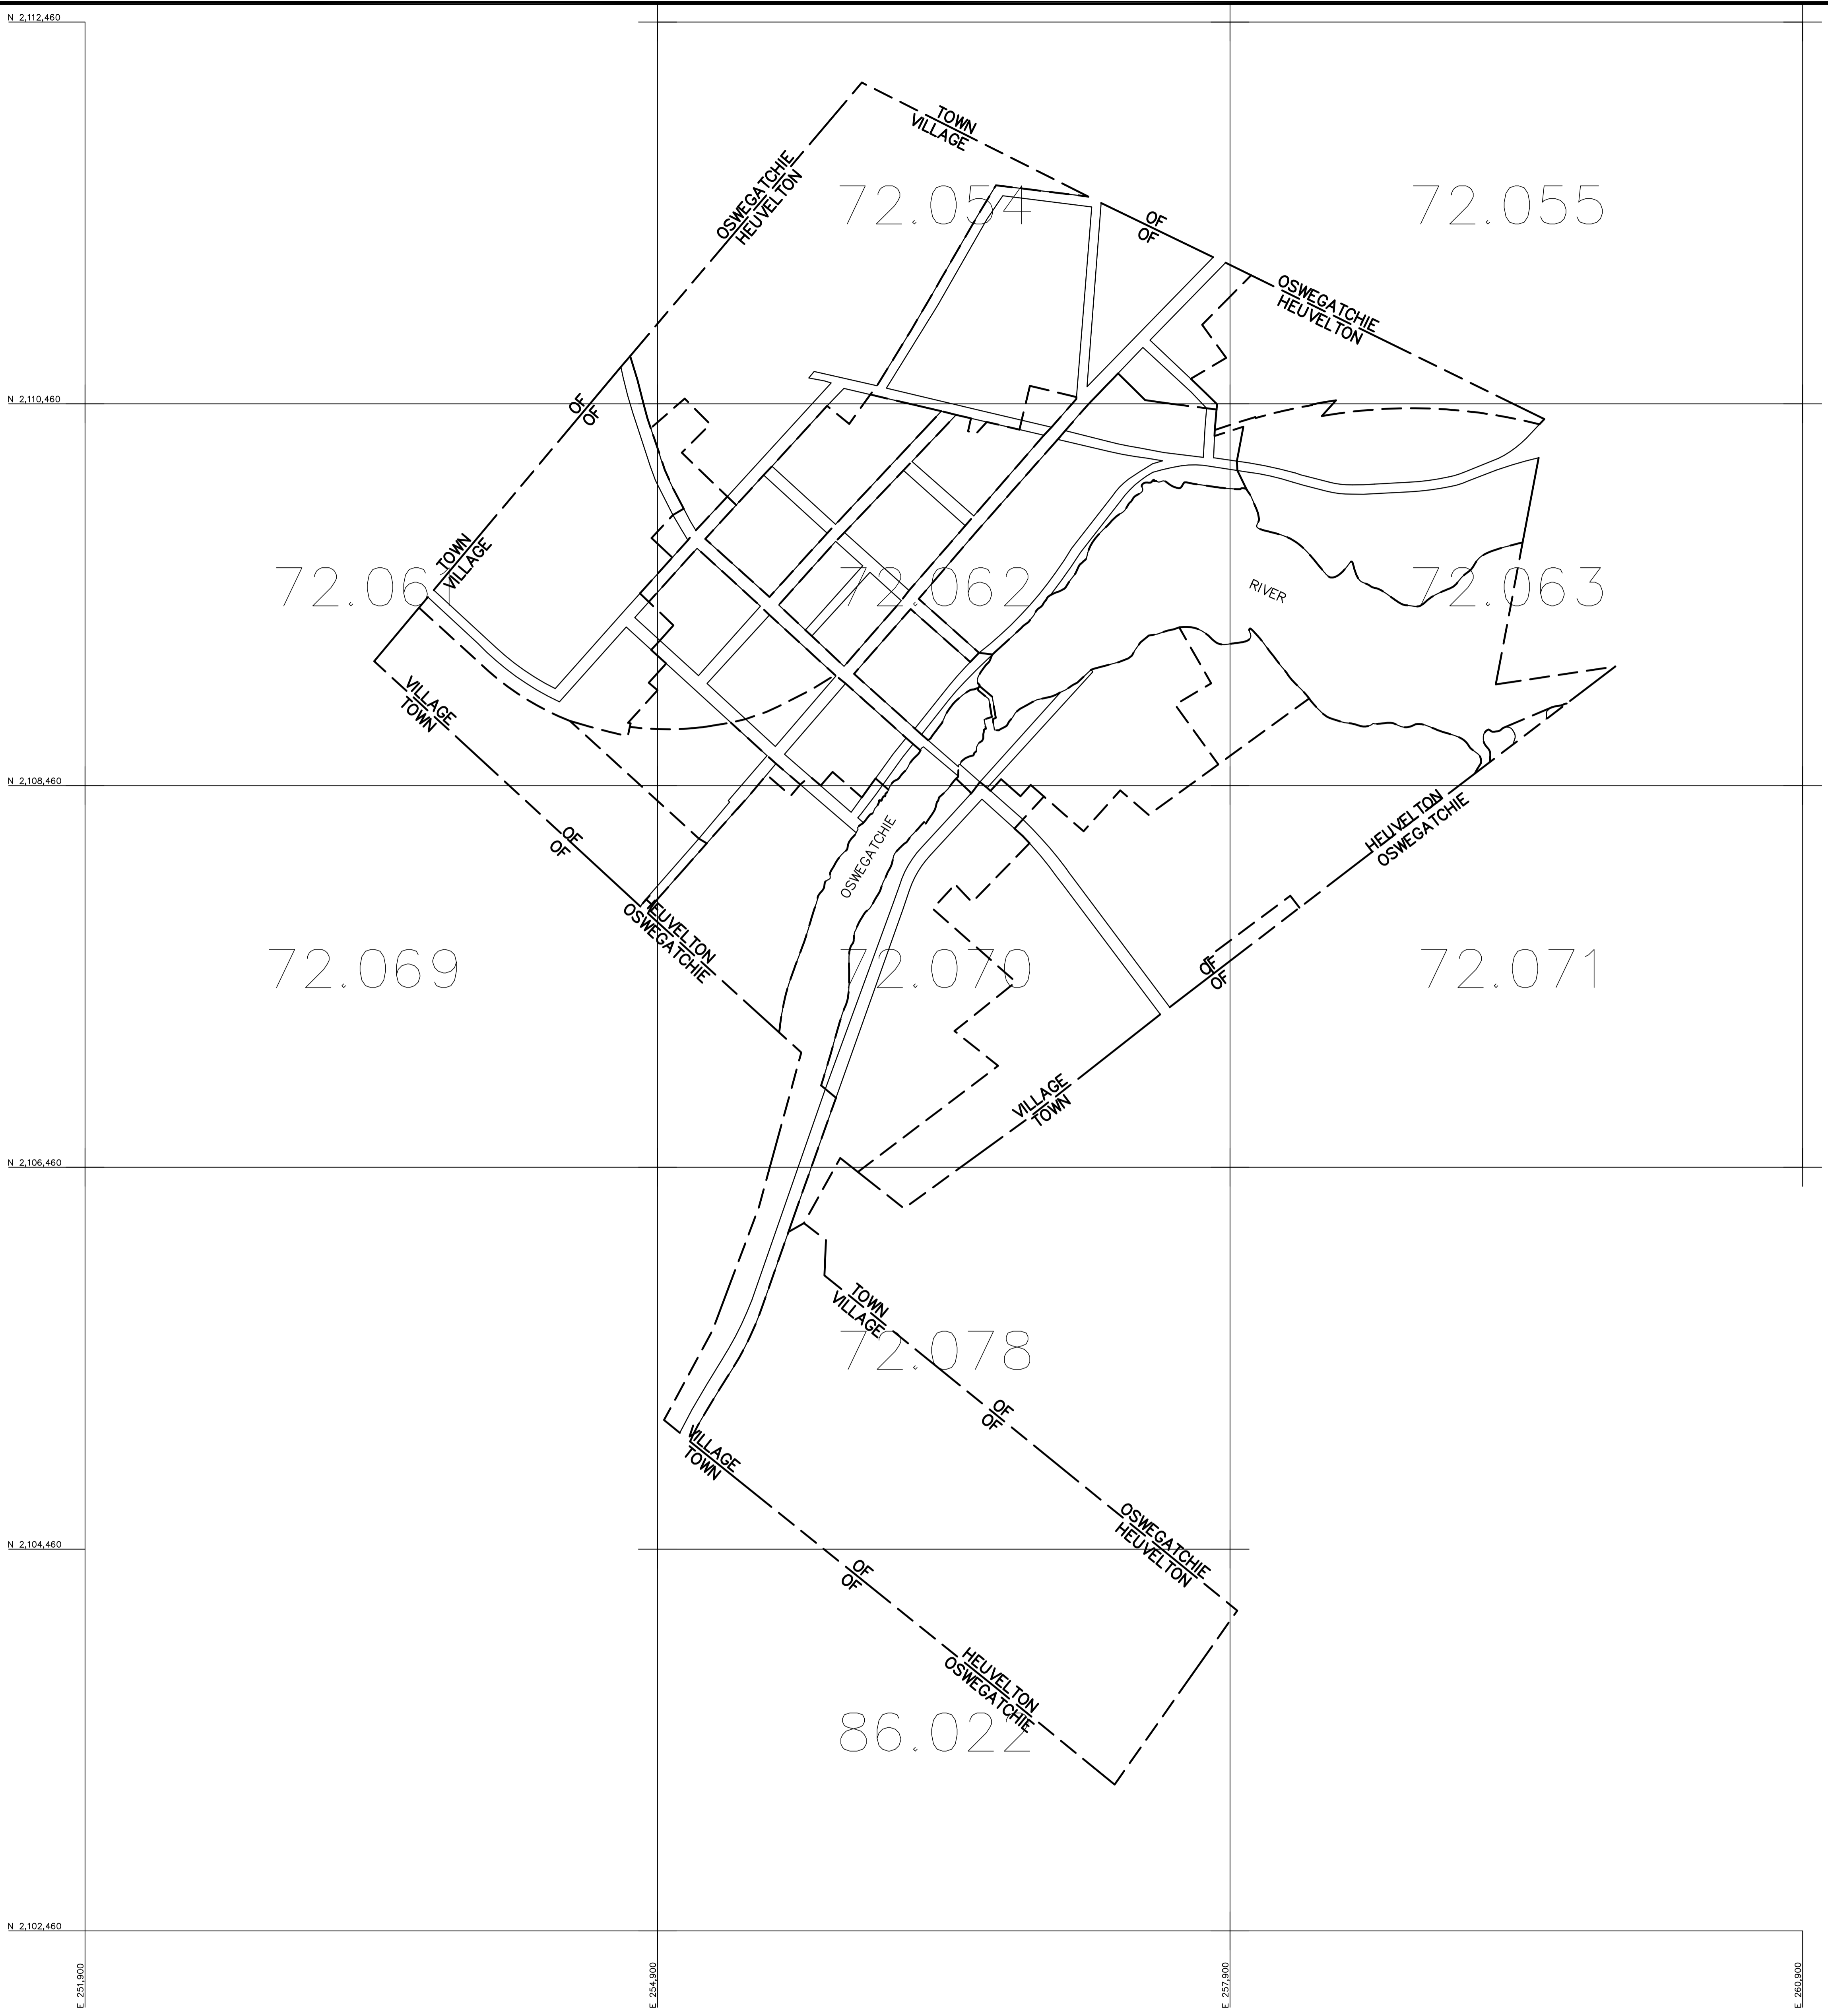 N 2,112,460
TOWN
VILLAGE
OSWEGATCHIE
HEUVELTON
72.054
72.055
OF
OF
OSWEGATCHIE
HEUVELTON
N 2,110,460
OF
OF
TOWN
VILLAGE
72.061
72.062
RIVER
72.063
VILLAGE
TOWN
N 2,108,460
OF
OF
OSWEGATCHIE
HEUVELTON
OSWEGATCHIE
HEUVELTON
OSWEGATCHIE
72.069
72.070
OF
OF
72.071
VILLAGE
TOWN
N 2,106,460
TOWN
VILLAGE
72.078
OF
OF
VILLAGE
TOWN
OSWEGATCHIE
HEUVELTON
N 2,104,460
OF
OF
HEUVELTON
OSWEGATCHIE
86.022
N 2,102,460
E 251,900
E 254,900
E 257,900
E 260,900